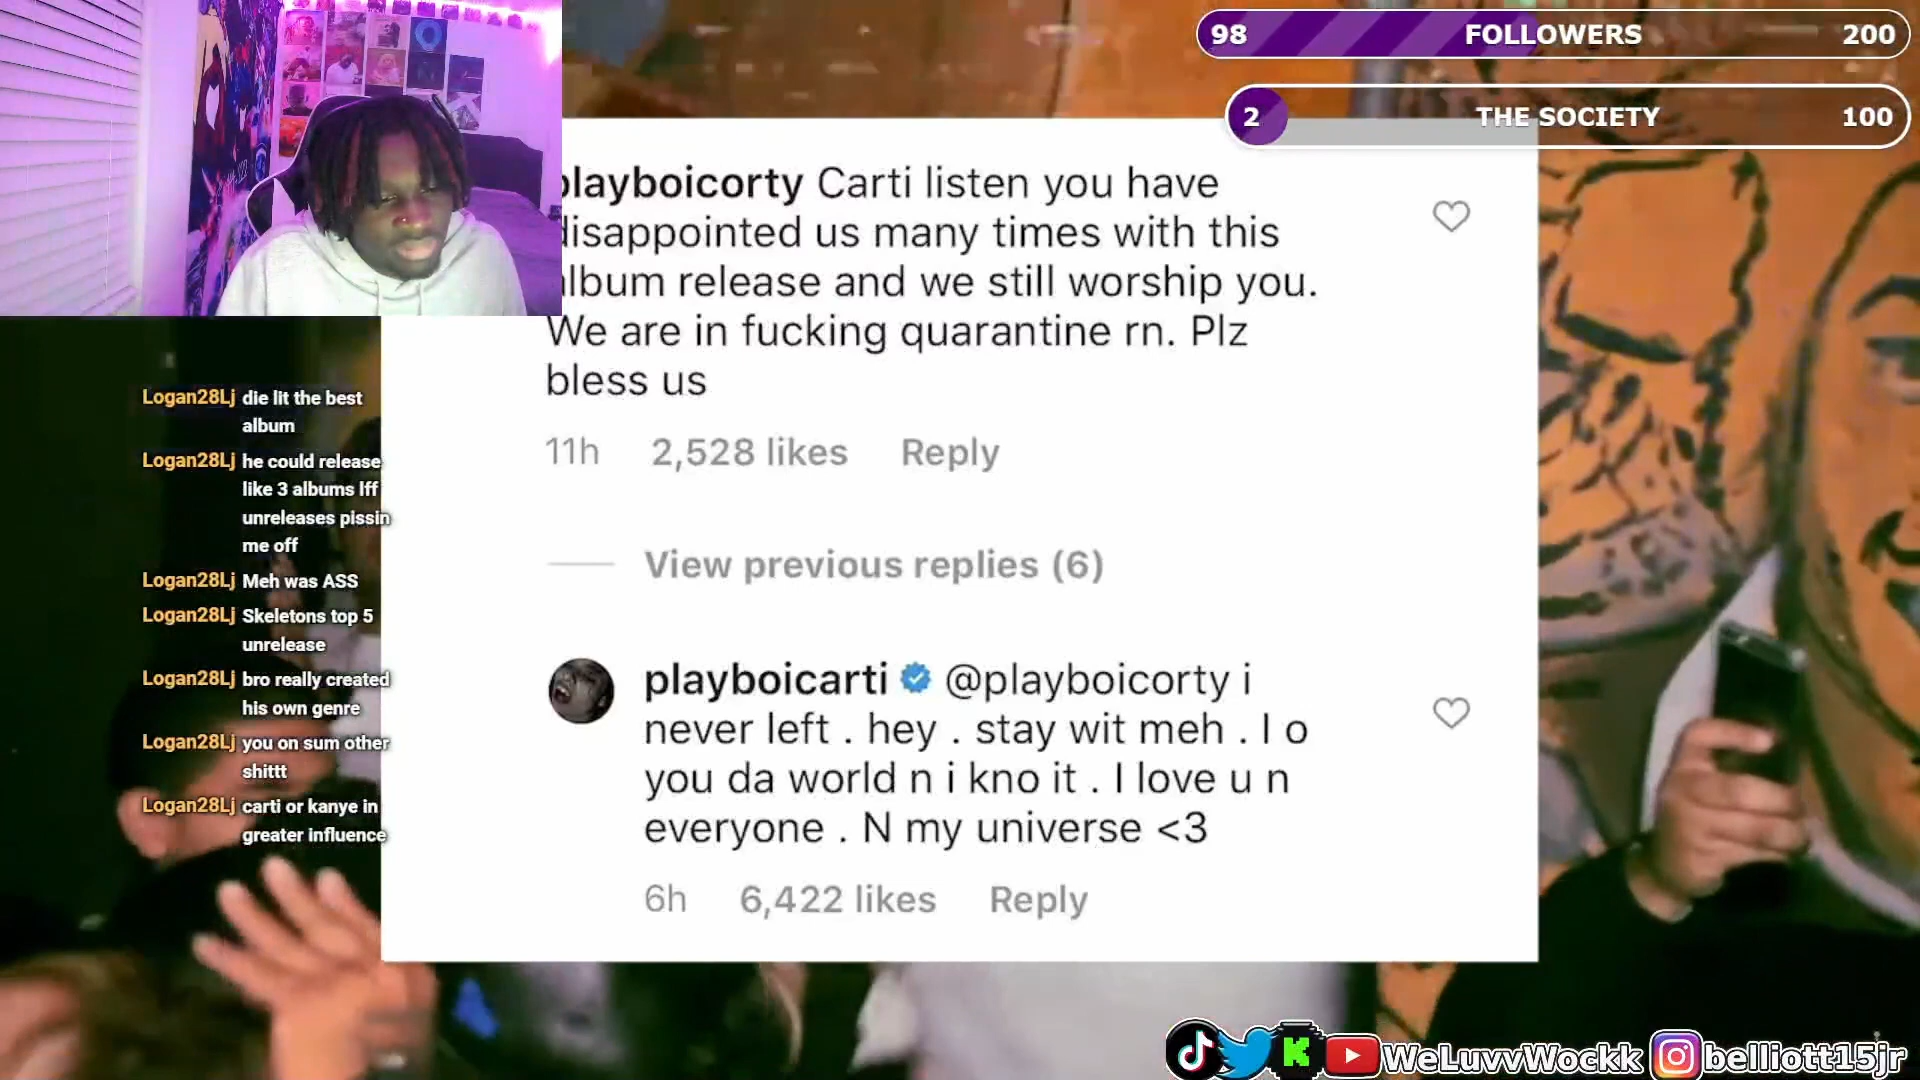 98 FOLLOWERS 200
2 THE SOCIETY 100
playboicorty Carti listen you have
disappointed us many times with this
album release and we still worship you.
We are in fucking quarantine rn. Plz
bless us
11h 2,528 likes Reply
View previous replies (6)
playboicarti @playboicorty i
never left . hey . stay wit meh . I o
you da world n i kno it . I love u n
everyone . N my universe <3
6h 6,422 likes Reply
Logan28Lj die lit the best
album
Logan28Lj he could release
like 3 albums lff
unreleases pissin
me off
Logan28Lj Meh was ASS
Logan28Lj Skeletons top 5
unrelease
Logan28Lj bro really created
his own genre
Logan28Lj you on sum other
shittt
Logan28Lj carti or kanye in
greater influence
K WeLuvvWockk belliott15jr